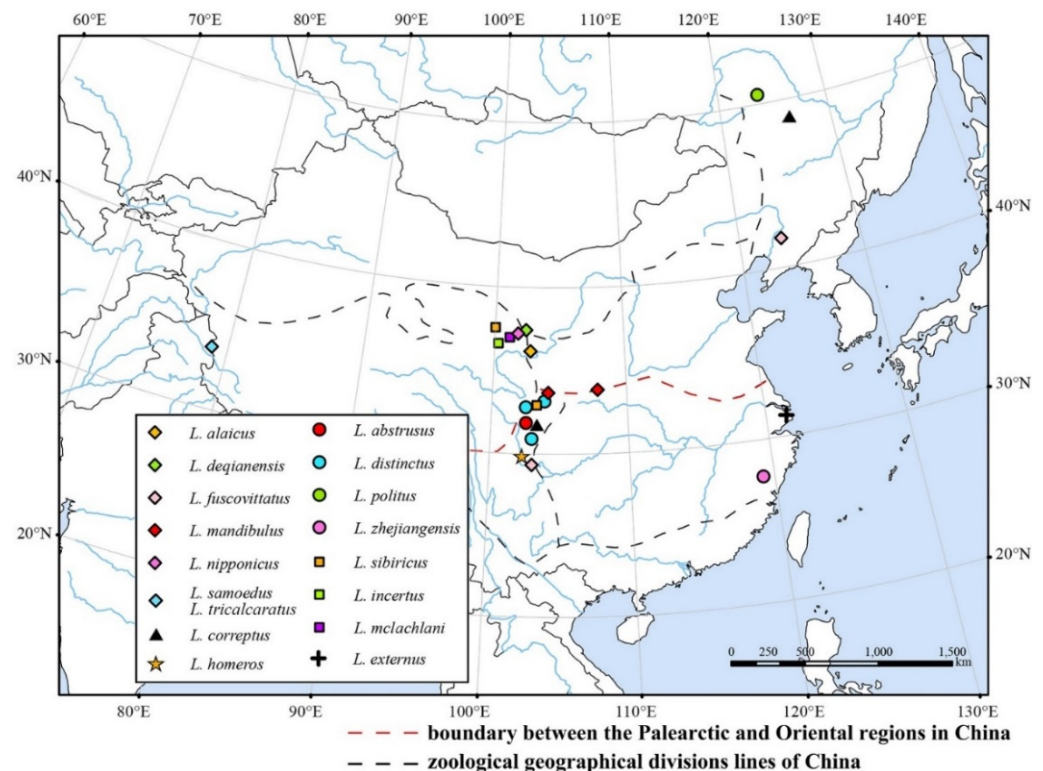 60°E 70°E 80°E 90°E 100°E 110°E 120°E 130°E 140°E
40°N
40°N
30°N
30°N
20°N
20°N
L. alaicus
L. deqianensis
L. fuscovittatus
L. mandibulus
L. nipponicus
L. samoedus
L. tricalcaratus
L. correptus
L. homeros
L. abstrusus
L. distinctus
L. politus
L. zhejiangensis
L. sibiricus
L. incertus
L. mclachlani
L. externus
0 250 500 1,000 1,500
km
80°E 90°E 100°E 110°E 120°E 130°E
boundary between the Palearctic and Oriental regions in China
zoological geographical divisions lines of China